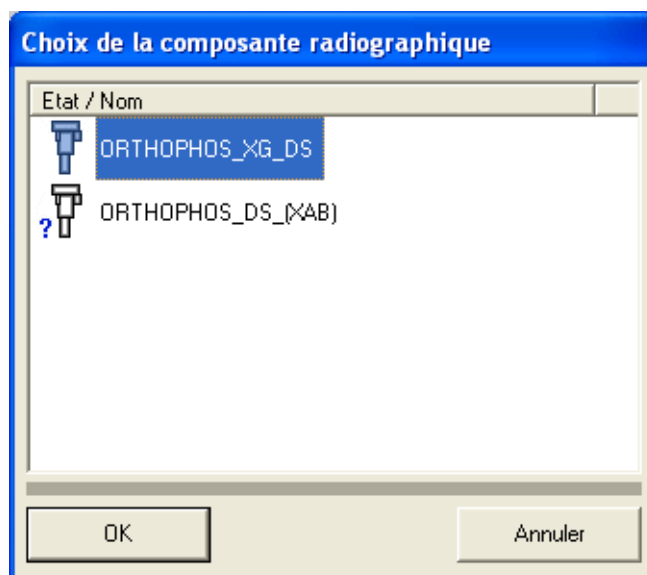 Choix de la composante radiographique
Etat / Nom
ORTHOPHOS_XG_DS
? ORTHOPHOS_DS_(XAB)
OK
Annuler